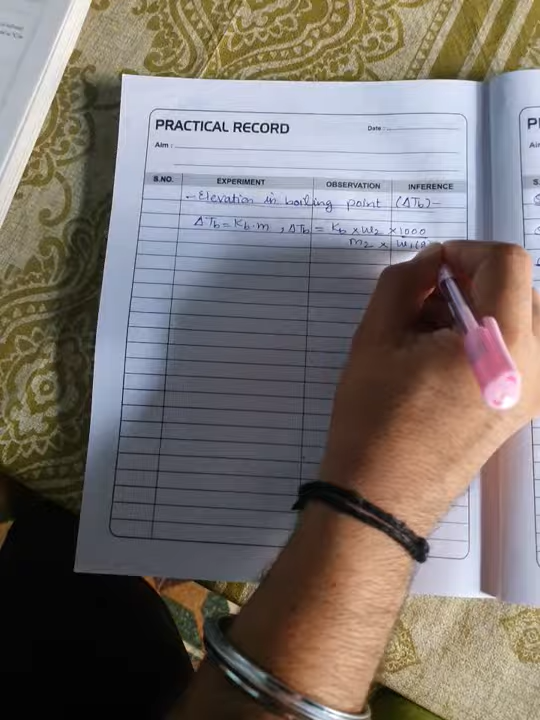 PRACTICAL RECORD
Date :
Aim :
S.NO. EXPERIMENT OBSERVATION INFERENCE
- Elevation in boiling point (ΔTb) -
ΔTb = Kb·m , ΔTb = Kb × w2 × 1000
m2 × w1(g)